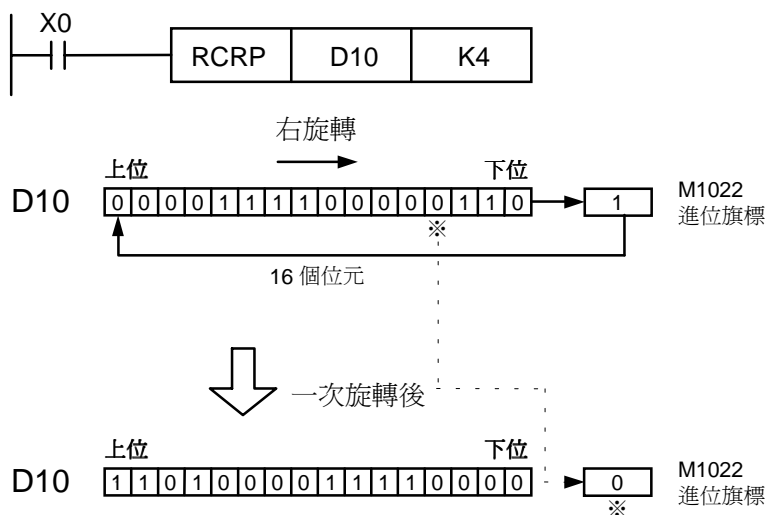 X0
RCRP D10 K4
右旋轉
上位 下位
D10 0 0 0 0 1 1 1 1 0 0 0 0 0 1 1 0 1 M1022
進位旗標
※
16 個位元
一次旋轉後
上位 下位
D10 1 1 0 1 0 0 0 0 1 1 1 1 0 0 0 0 0 M1022
進位旗標
※